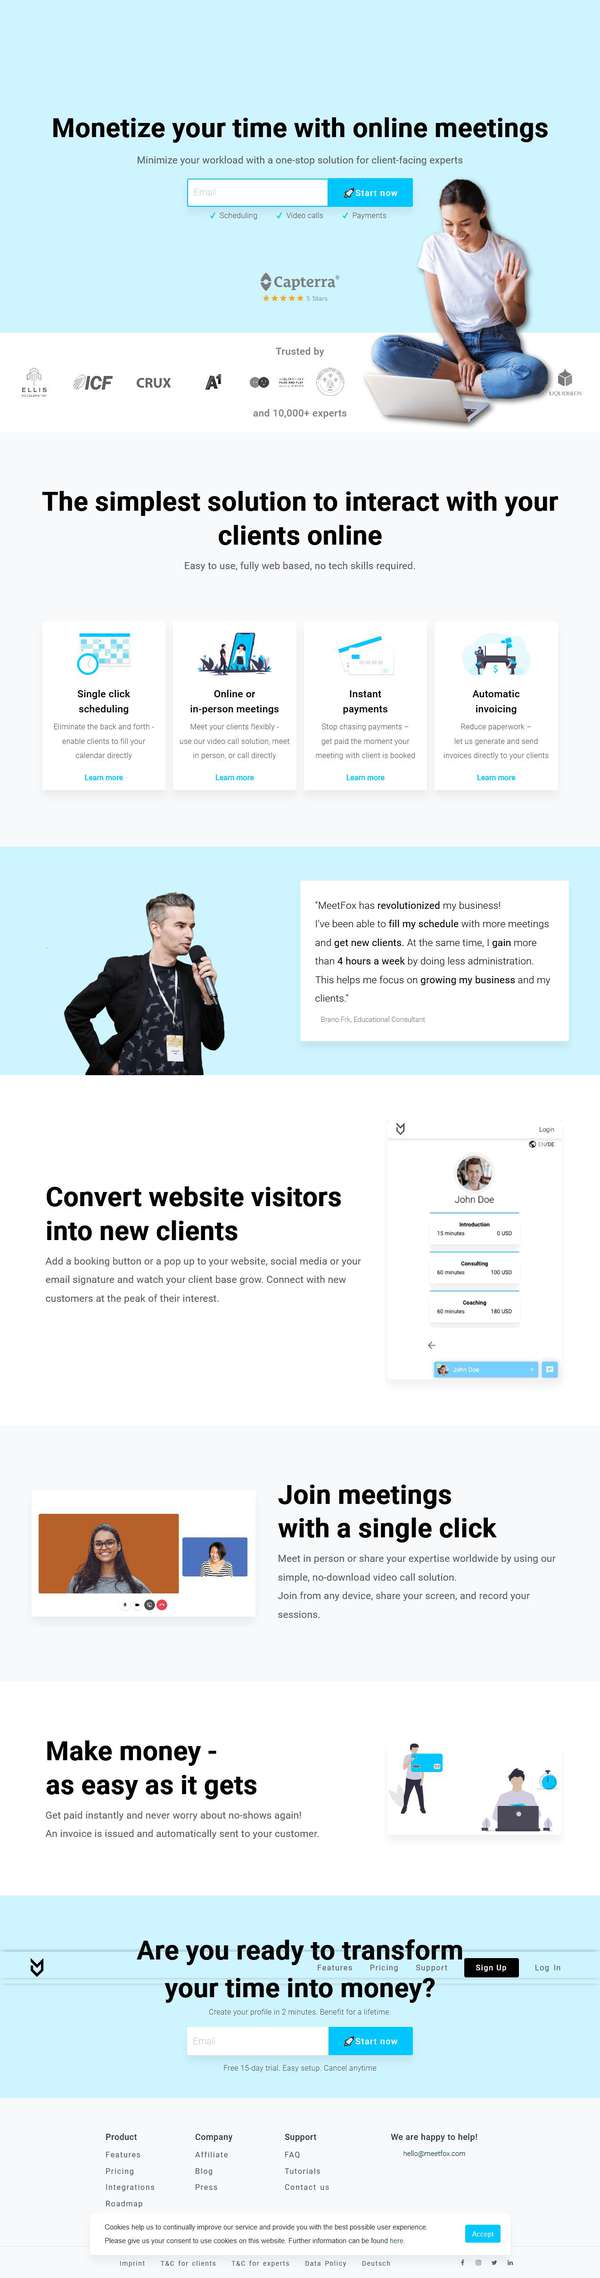 Monetize your time with online meetings
Minimize your workload with a one-stop solution for client-facing experts
Email
Start now
✓ Scheduling ✓ Video calls ✓ Payments
Capterra
5 Stars
Trusted by
ELLIS
ICF
CRUX
A1
and 10,000+ experts
The simplest solution to interact with your
clients online
Easy to use, fully web based, no tech skills required.
Single click
scheduling
Eliminate the back and forth -
enable clients to fill your
calendar directly
Learn more
Online or
in-person meetings
Meet your clients flexibly -
use our video call solution, meet
in person, or call directly
Learn more
Instant
payments
Stop chasing payments –
get paid the moment your
meeting with client is booked
Learn more
Automatic
invoicing
Reduce paperwork –
let us generate and send
invoices directly to your clients
Learn more
"MeetFox has revolutionized my business!
I've been able to fill my schedule with more meetings
and get new clients. At the same time, I gain more
than 4 hours a week by doing less administration.
This helps me focus on growing my business and my
clients."
Brano Frk, Educational Consultant
Convert website visitors
into new clients
Add a booking button or a pop up to your website, social media or your
email signature and watch your client base grow. Connect with new
customers at the peak of their interest.
Login
EN/DE
John Doe
Introduction
15 minutes 0 USD
Consulting
60 minutes 100 USD
Coaching
60 minutes 180 USD
John Doe
Join meetings
with a single click
Meet in person or share your expertise worldwide by using our
simple, no-download video call solution.
Join from any device, share your screen, and record your
sessions.
Make money -
as easy as it gets
Get paid instantly and never worry about no-shows again!
An invoice is issued and automatically sent to your customer.
Are you ready to transform
Features Pricing Support Sign Up Log In
your time into money?
Create your profile in 2 minutes. Benefit for a lifetime.
Email
Start now
Free 15-day trial. Easy setup. Cancel anytime
Product
Features
Pricing
Integrations
Roadmap
Company
Affiliate
Blog
Press
Support
FAQ
Tutorials
Contact us
We are happy to help!
hello@meetfox.com
Cookies help us to continually improve our service and provide you with the best possible user experience.
Please give us your consent to use cookies on this website. Further information can be found here.
Accept
Imprint T&C for clients T&C for experts Data Policy Deutsch